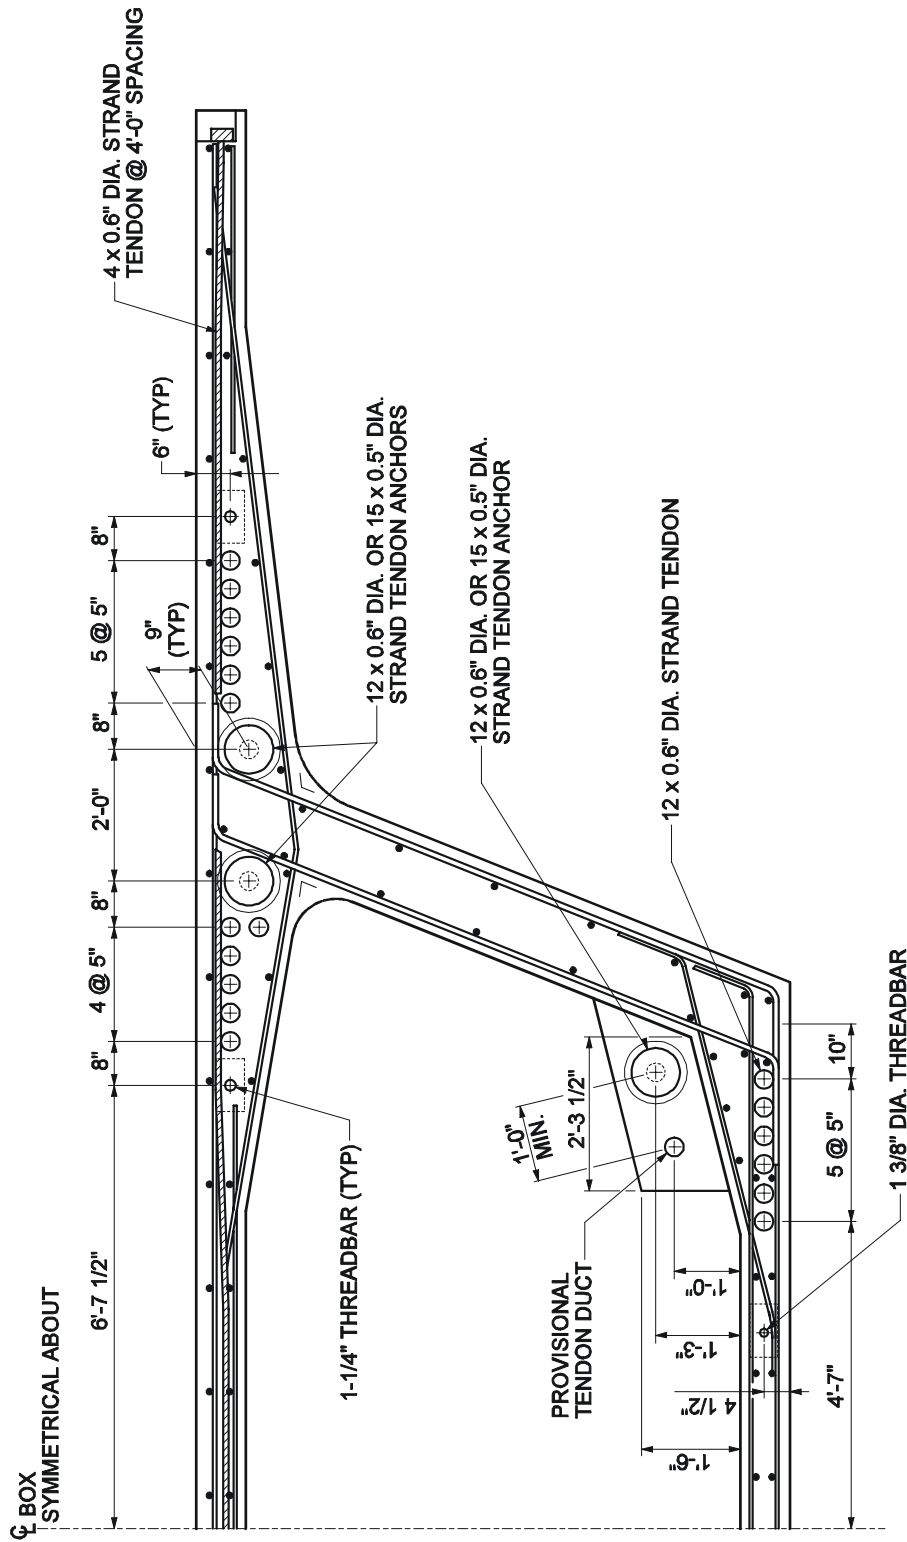 4 x 0.6" DIA. STRAND
TENDON @ 4'-0" SPACING
6" (TYP)
8"
5 @ 5"
9"
(TYP)
8"
2'-0"
8"
4 @ 5"
8"
6'-7 1/2"
℄ BOX
SYMMETRICAL ABOUT
12 x 0.6" DIA. OR 15 x 0.5" DIA.
STRAND TENDON ANCHORS
12 x 0.6" DIA. OR 15 x 0.5" DIA.
STRAND TENDON ANCHOR
12 x 0.6" DIA. STRAND TENDON
1-1/4" THREADBAR (TYP)
1'-0"
MIN.
2'-3 1/2"
PROVISIONAL
TENDON DUCT
1'-0"
1'-3"
4 1/2"
1'-6"
10"
5 @ 5"
4'-7"
1 3/8" DIA. THREADBAR